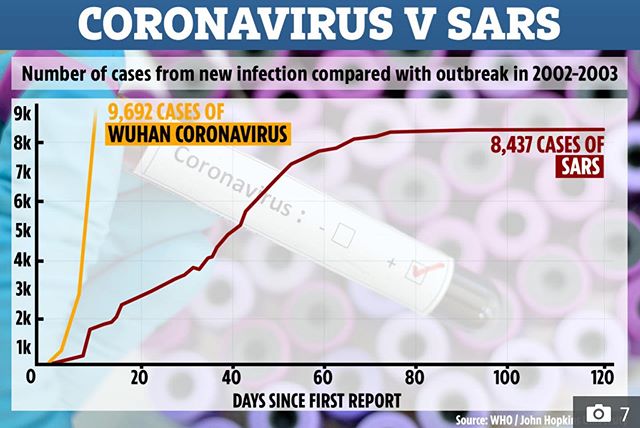 CORONAVIRUS V SARS
Number of cases from new infection compared with outbreak in 2002-2003
9,692 CASES OF
WUHAN CORONAVIRUS
8,437 CASES OF
SARS
Coronavirus :
-
+
9k
8k
7k
6k
5k
4k
3k
2k
1k
0 20 40 60 80 100 120
DAYS SINCE FIRST REPORT
Source: WHO / John Hopki
7